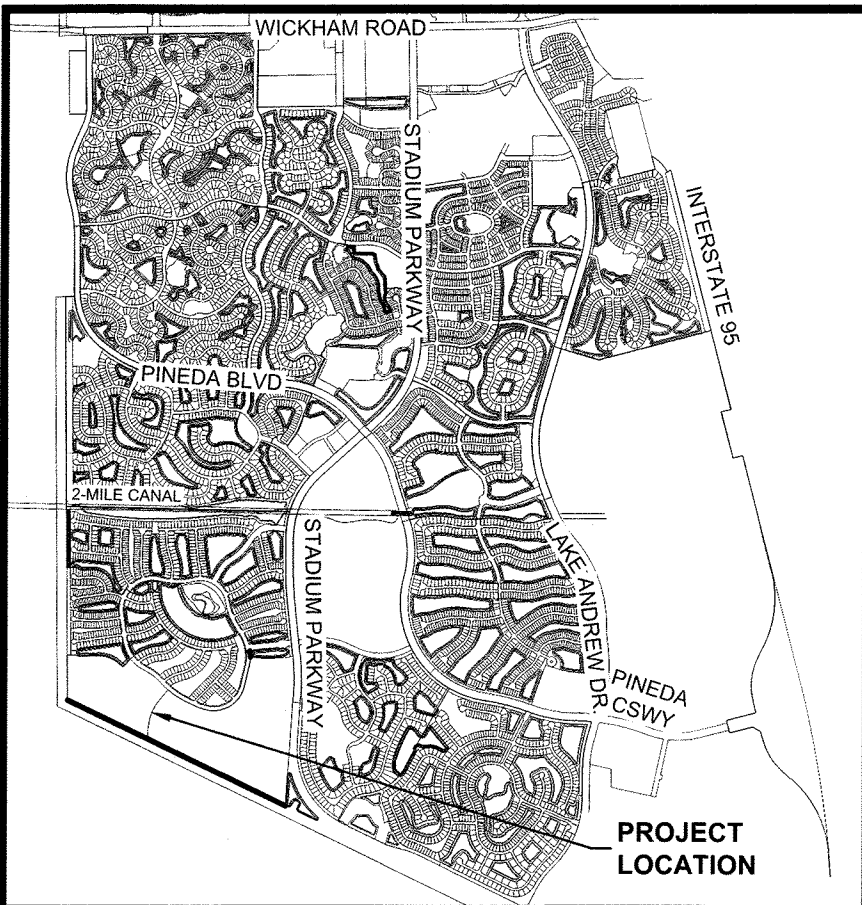 WICKHAM ROAD
STADIUM PARKWAY
INTERSTATE 95
PINEDA BLVD
2-MILE CANAL
STADIUM PARKWAY
LAKE ANDREW DR.
PINEDA
CSWY
PROJECT
LOCATION